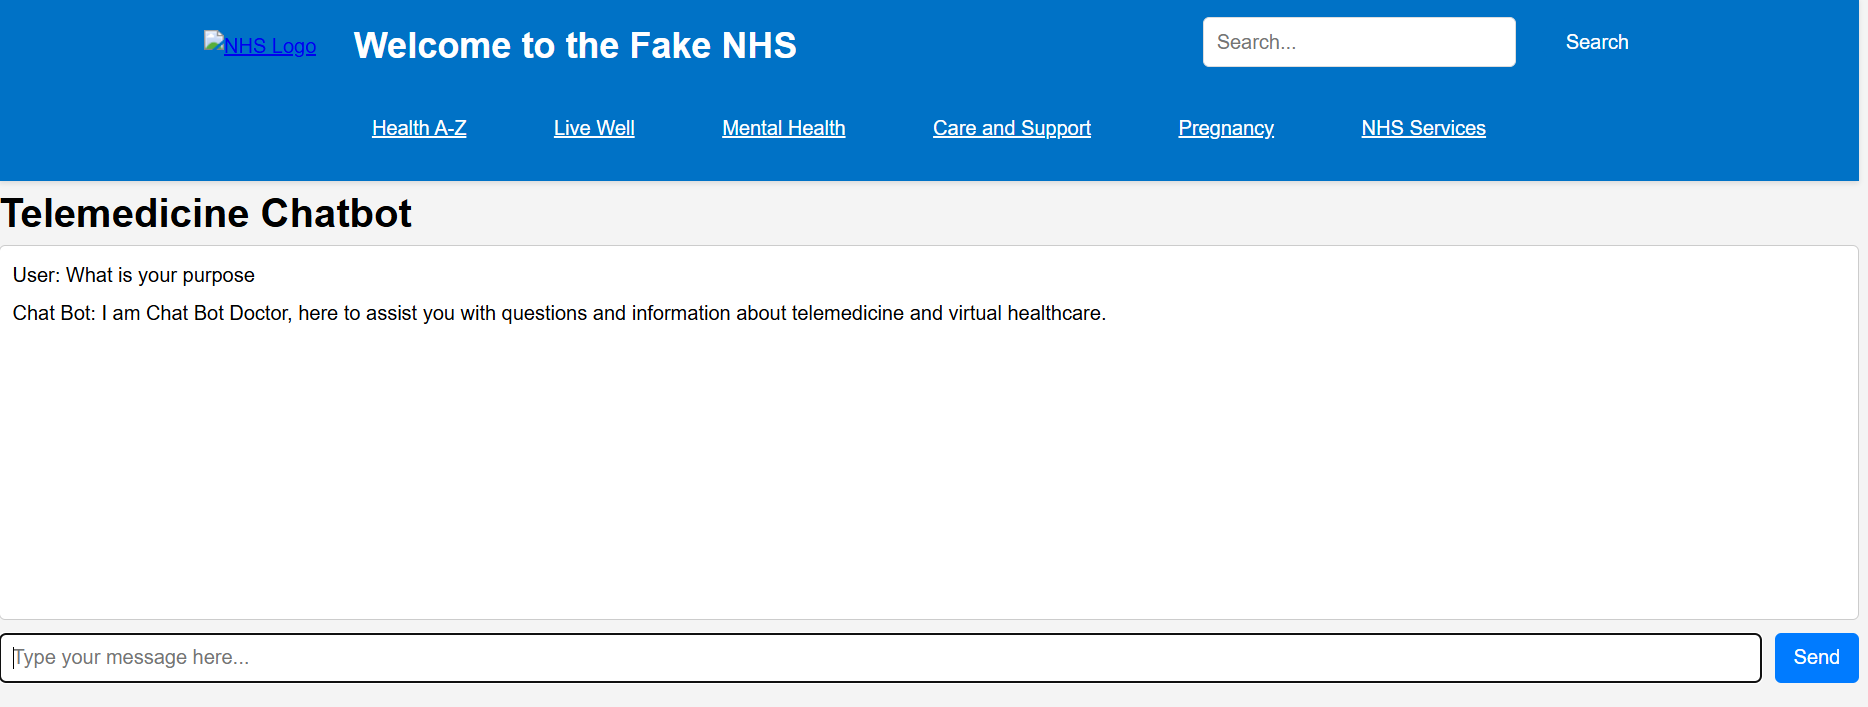 NHS Logo Welcome to the Fake NHS Search... Search
Health A-Z Live Well Mental Health Care and Support Pregnancy NHS Services
Telemedicine Chatbot
User: What is your purpose
Chat Bot: I am Chat Bot Doctor, here to assist you with questions and information about telemedicine and virtual healthcare.
Type your message here... Send